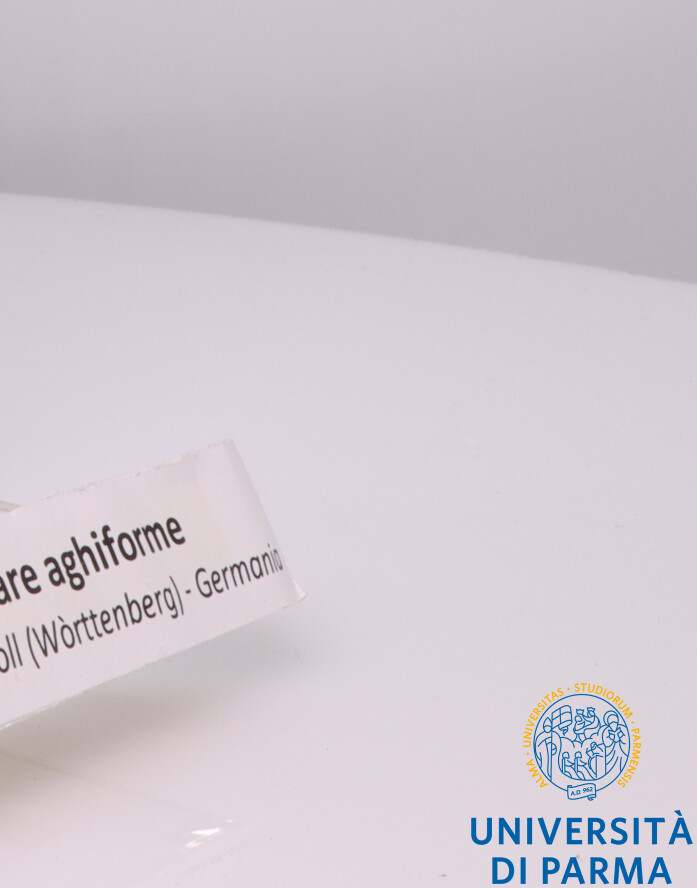 are aghiforme
oll (Wòrttenberg) - Germania
ALMA · UNIVERSITAS · STUDIORUM · PARMENSIS
A.D. 962
UNIVERSITÀ
DI PARMA